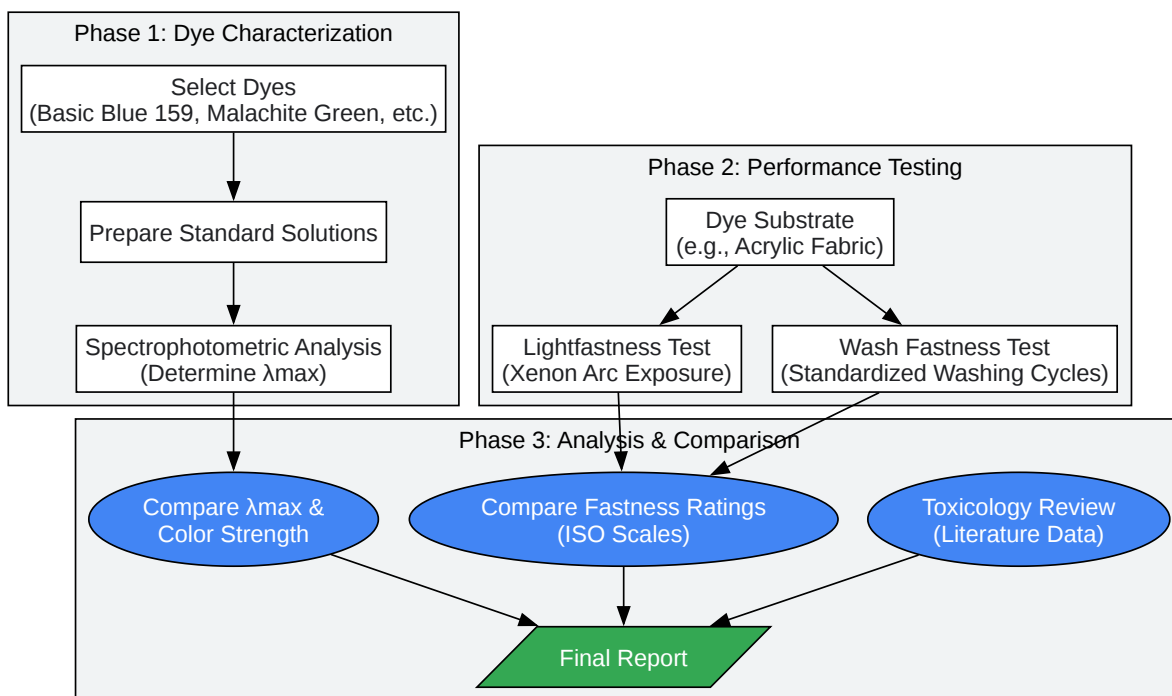 Phase 1: Dye Characterization
Select Dyes
(Basic Blue 159, Malachite Green, etc.)
Prepare Standard Solutions
Spectrophotometric Analysis
(Determine λmax)
Phase 2: Performance Testing
Dye Substrate
(e.g., Acrylic Fabric)
Lightfastness Test
(Xenon Arc Exposure)
Wash Fastness Test
(Standardized Washing Cycles)
Phase 3: Analysis & Comparison
Compare λmax &
Color Strength
Compare Fastness Ratings
(ISO Scales)
Toxicology Review
(Literature Data)
Final Report